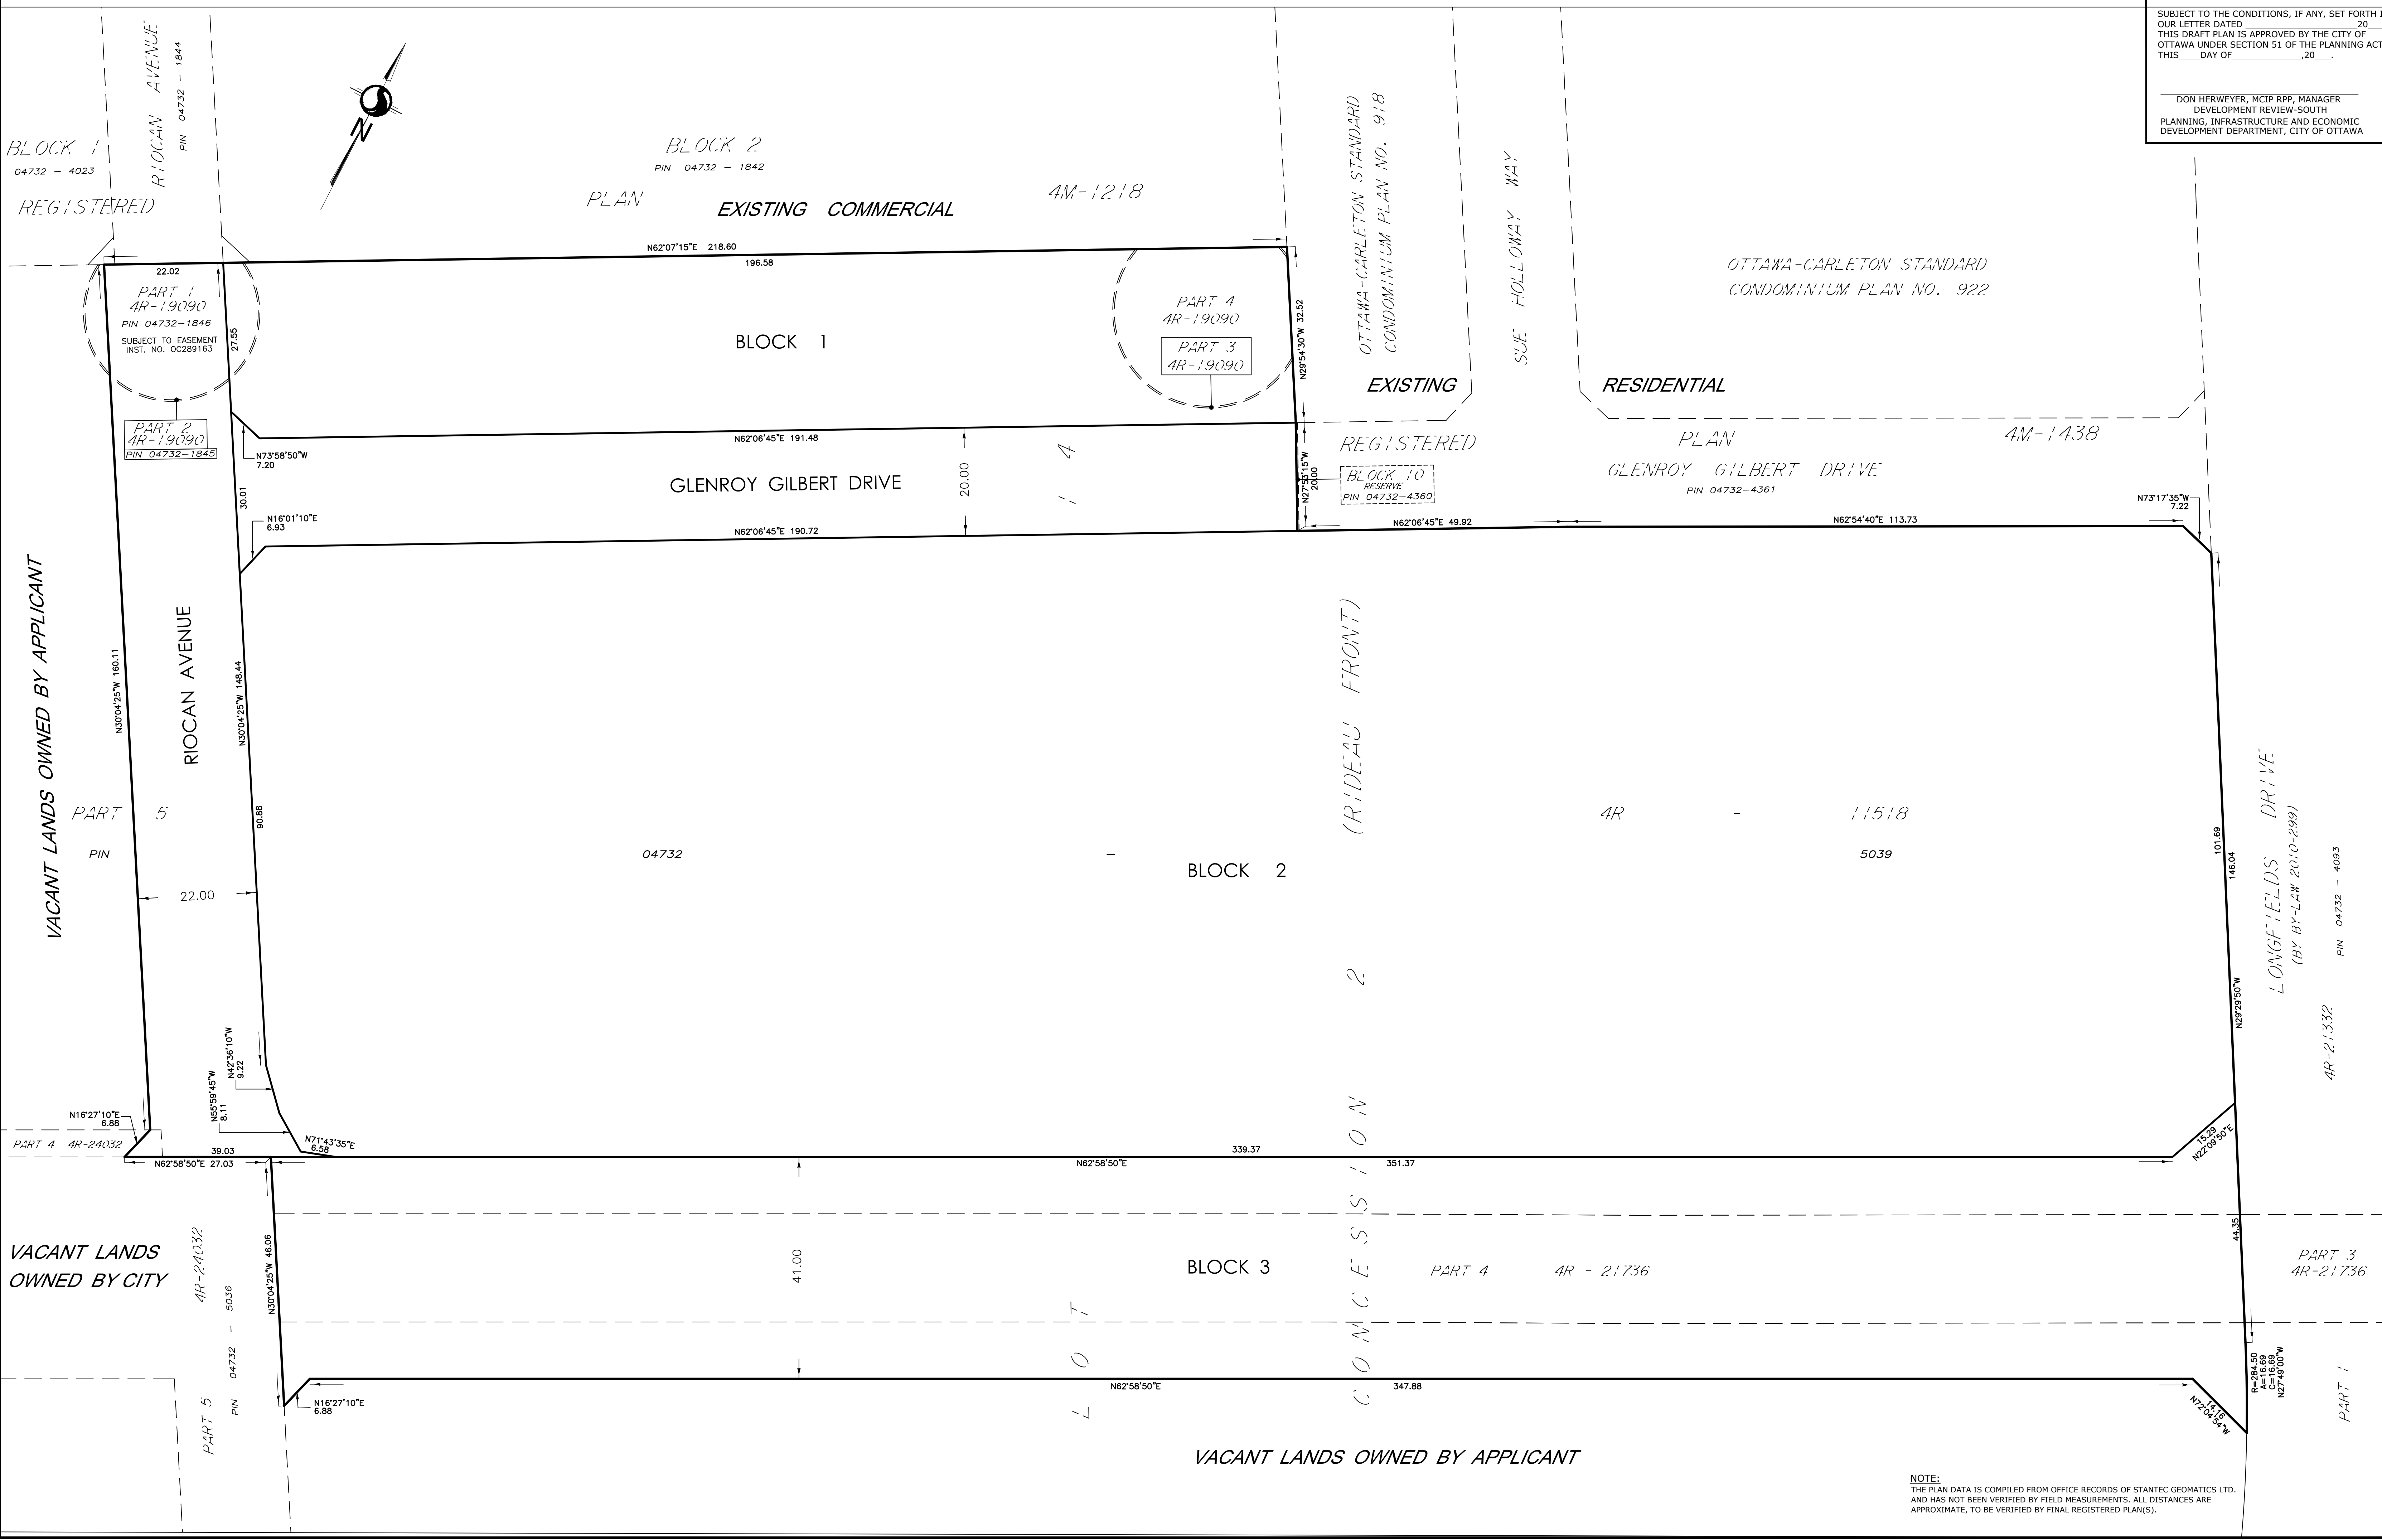 SUBJECT TO THE CONDITIONS, IF ANY, SET FORTH
OUR LETTER DATED____________________20___
THIS DRAFT PLAN IS APPROVED BY THE CITY OF
OTTAWA UNDER SECTION 51 OF THE PLANNING ACT
THIS____DAY OF_____________,20___.
DON HERWEYER, MCIP RPP, MANAGER
DEVELOPMENT REVIEW-SOUTH
PLANNING, INFRASTRUCTURE AND ECONOMIC
DEVELOPMENT DEPARTMENT, CITY OF OTTAWA
RIOCAN AVENUE
PIN 04732 - 1844
BLOCK 1
04732 - 4023
REGISTERED
N
BLOCK 2
PIN 04732 - 1842
PLAN
EXISTING COMMERCIAL
4M-1218
OTTAWA-CARLETON STANDARD
CONDOMINIUM PLAN NO. 918
SUE HOLLOWAY WAY
OTTAWA-CARLETON STANDARD
CONDOMINIUM PLAN NO. 922
N62°07'15"E 218.60
22.02
196.58
PART 1
4R-19090
PIN 04732-1846
SUBJECT TO EASEMENT
INST. NO. OC289163
27.55
BLOCK 1
PART 4
4R-19090
PART 3
4R-19090
N29°54'30"W 32.52
EXISTING
RESIDENTIAL
PART 2
4R-19090
PIN 04732-1845
N73°58'50"W
7.20
N62°06'45"E 191.48
GLENROY GILBERT DRIVE
20.00
1 4
N27°53'15"W
20.00
REGISTERED
PLAN
4M-1438
BLOCK 10
RESERVE
PIN 04732-4360
GLENROY GILBERT DRIVE
PIN 04732-4361
N73°17'35"W
7.22
30.01
N16°01'10"E
6.93
N62°06'45"E 190.72
N62°06'45"E 49.92
N62°54'40"E 113.73
VACANT LANDS OWNED BY APPLICANT
N30°04'25"W 160.11
RIOCAN AVENUE
N30°04'25"W 148.44
90.88
(RIDEAU FRONT)
PART 5
4R - 11518
PIN
04732
-
5039
BLOCK 2
22.00
101.69
146.04
N29°29'50"W
LONGFIELDS DRIVE
(BY BY-LAW 2010-299)
PIN 04732 - 4093
4R-21332
2
CONCESSION
N42°36'10"W
9.22
N55°59'45"W
8.11
N16°27'10"E
6.88
PART 4 4R-24032
N71°43'35"E
6.58
39.03
N62°58'50"E 27.03
339.37
N62°58'50"E
351.37
15.29
N22°09'50"E
VACANT LANDS
OWNED BY CITY
4R-24032
PIN 04732 - 5036
PART 5
N30°04'25"W 46.06
41.00
BLOCK 3
PART 4
4R - 21736
LOT
44.35
PART 3
4R-21736
N16°27'10"E
6.88
N62°58'50"E
347.88
14.16
N72°04'54"W
R=284.50
A=16.69
C=16.69
N27°49'00"W
PART 1
VACANT LANDS OWNED BY APPLICANT
NOTE:
THE PLAN DATA IS COMPILED FROM OFFICE RECORDS OF STANTEC GEOMATICS LTD.
AND HAS NOT BEEN VERIFIED BY FIELD MEASUREMENTS. ALL DISTANCES ARE
APPROXIMATE, TO BE VERIFIED BY FINAL REGISTERED PLAN(S).